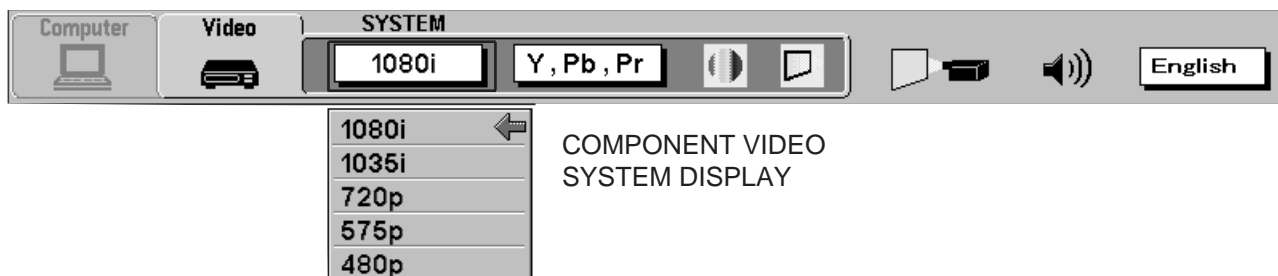 Computer
Video
SYSTEM
1080i
Y , Pb , Pr
English
1080i
1035i
720p
575p
480p
COMPONENT VIDEO
SYSTEM DISPLAY